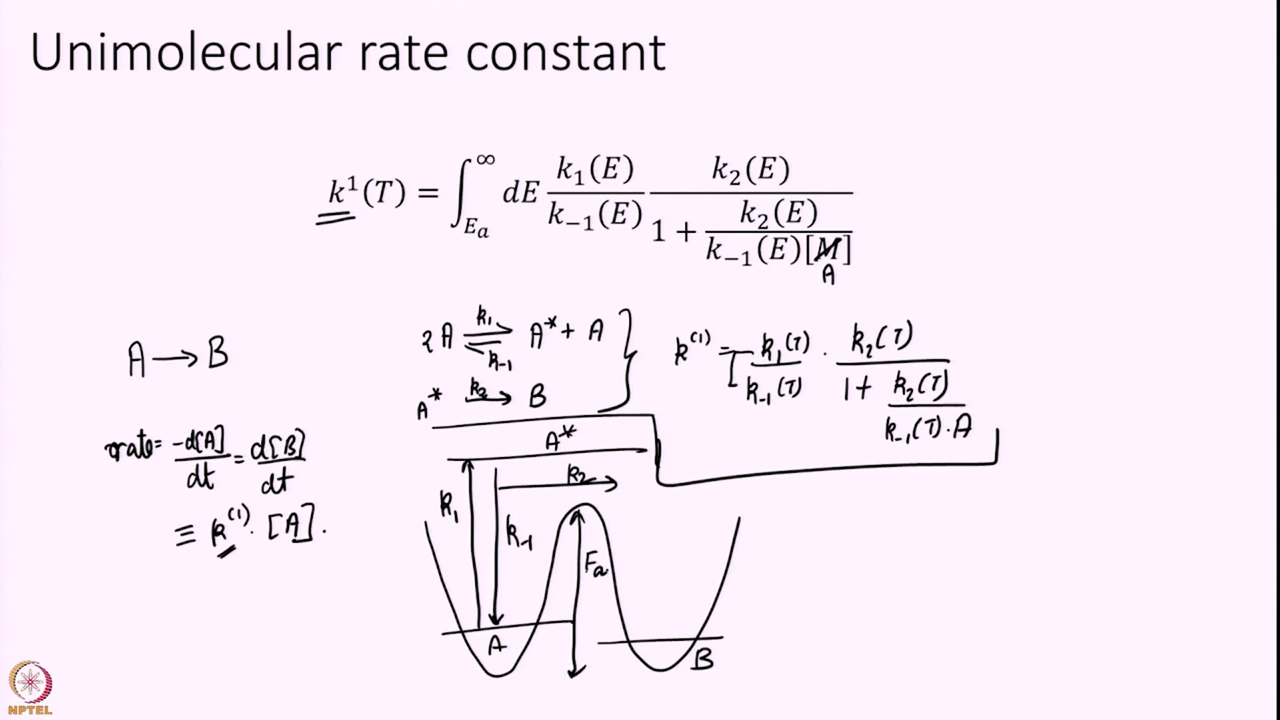 Unimolecular rate constant
k¹(T) = ∫_{E_a}^{∞} dE k₁(E)/k₋₁(E) k₂(E)/(1 + k₂(E)/(k₋₁(E)[M]))
A
A → B
2A ⇌ A* + A
k₁
k₋₁
A* → B
k₂
k⁽¹⁾ = k₁(T)/k₋₁(T) · k₂(T)/(1 + k₂(T)/(k₋₁(T)·A))
rate = -d[A]/dt = d[B]/dt
≡ k⁽¹⁾· [A].
A*
k₂
k₁
k₋₁
Eₐ
A
B
NPTEL